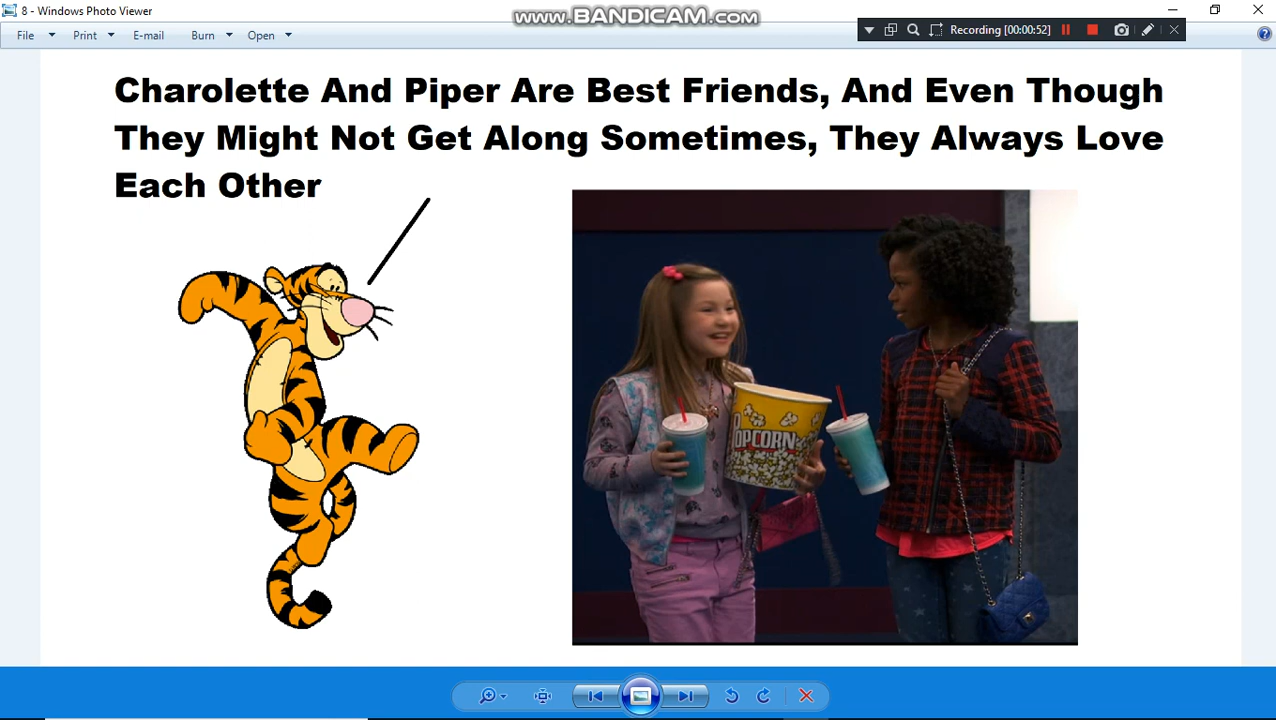 8 - Windows Photo Viewer
www.BANDICAM.com
File Print E-mail Burn Open
Recording [00:00:52]
Charolette And Piper Are Best Friends, And Even Though
They Might Not Get Along Sometimes, They Always Love
Each Other
POPCORN